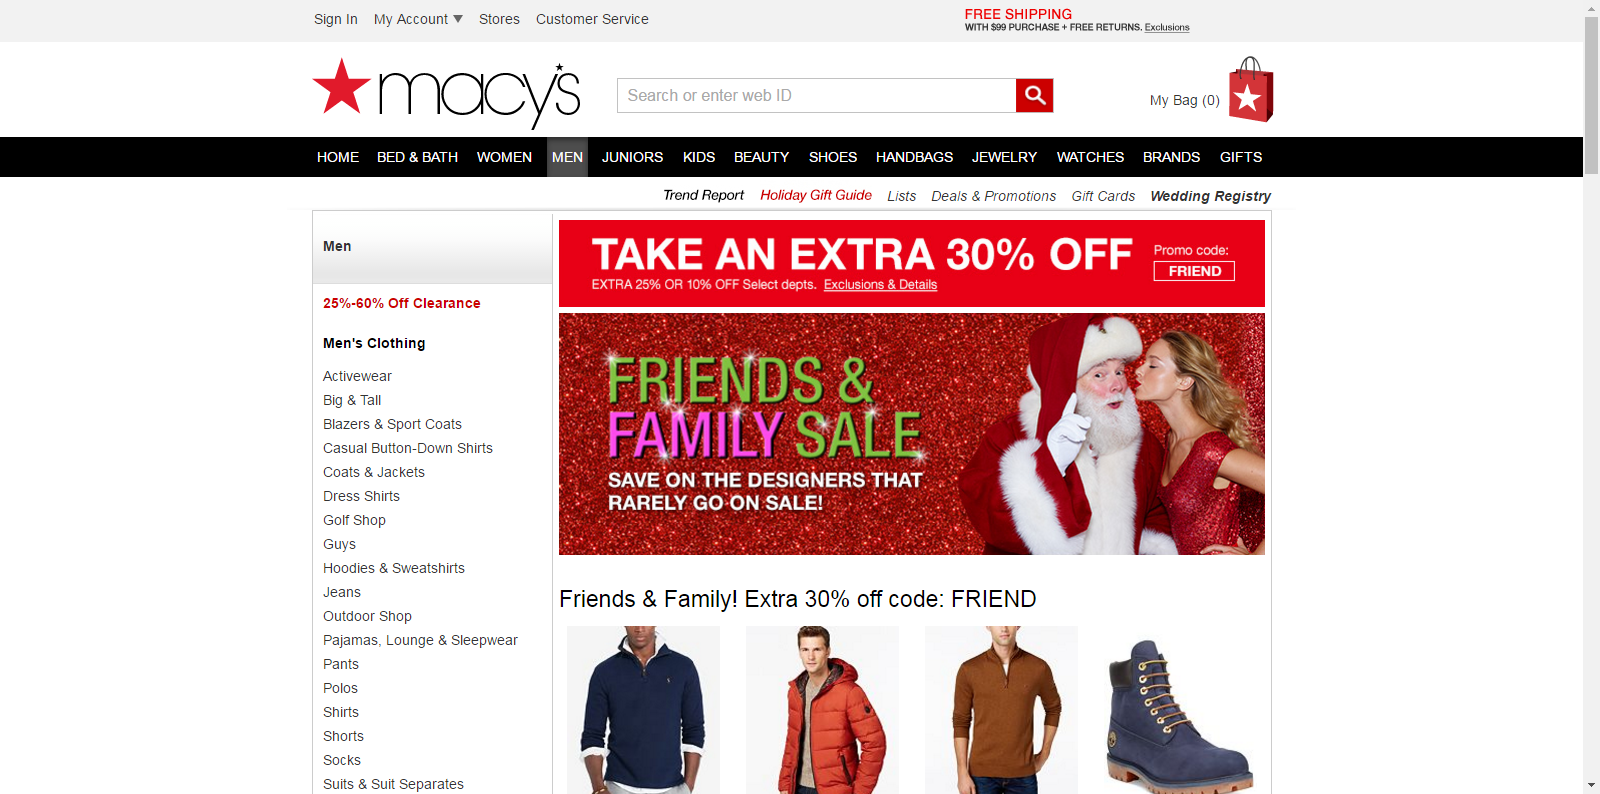 Sign In My Account Stores Customer Service
FREE SHIPPING
WITH $99 PURCHASE + FREE RETURNS. Exclusions
macy's
Search or enter web ID
My Bag (0)
HOME BED & BATH WOMEN MEN JUNIORS KIDS BEAUTY SHOES HANDBAGS JEWELRY WATCHES BRANDS GIFTS
Trend Report Holiday Gift Guide Lists Deals & Promotions Gift Cards Wedding Registry
Men
25%-60% Off Clearance
Men's Clothing
Activewear
Big & Tall
Blazers & Sport Coats
Casual Button-Down Shirts
Coats & Jackets
Dress Shirts
Golf Shop
Guys
Hoodies & Sweatshirts
Jeans
Outdoor Shop
Pajamas, Lounge & Sleepwear
Pants
Polos
Shirts
Shorts
Socks
Suits & Suit Separates
TAKE AN EXTRA 30% OFF
EXTRA 25% OR 10% OFF Select depts. Exclusions & Details
Promo code:
FRIEND
FRIENDS &
FAMILY SALE
SAVE ON THE DESIGNERS THAT
RARELY GO ON SALE!
Friends & Family! Extra 30% off code: FRIEND